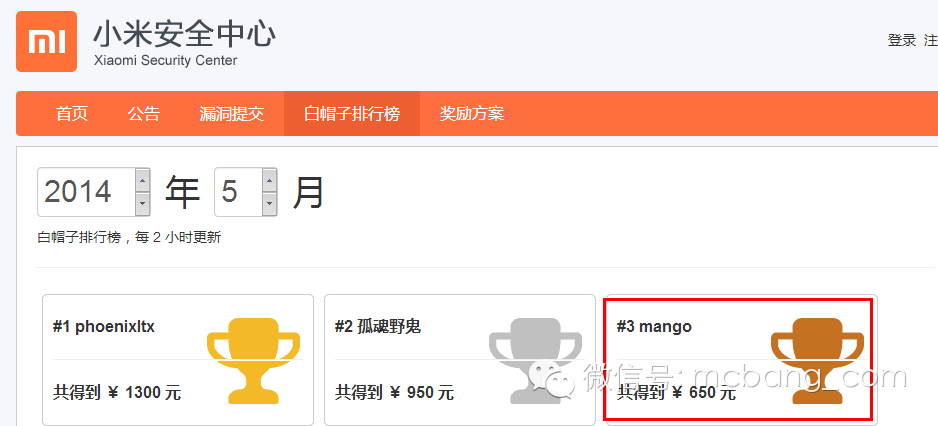 小米安全中心
Xiaomi Security Center
登录 注
首页 公告 漏洞提交 白帽子排行榜 奖励方案
2014 年 5 月
白帽子排行榜，每 2 小时更新
#1 phoenixltx #2 孤魂野鬼 #3 mango
共得到 ￥ 1300 元 共得到 ￥ 950 元 共得到 ￥ 650 元
微信号: mcbang_com